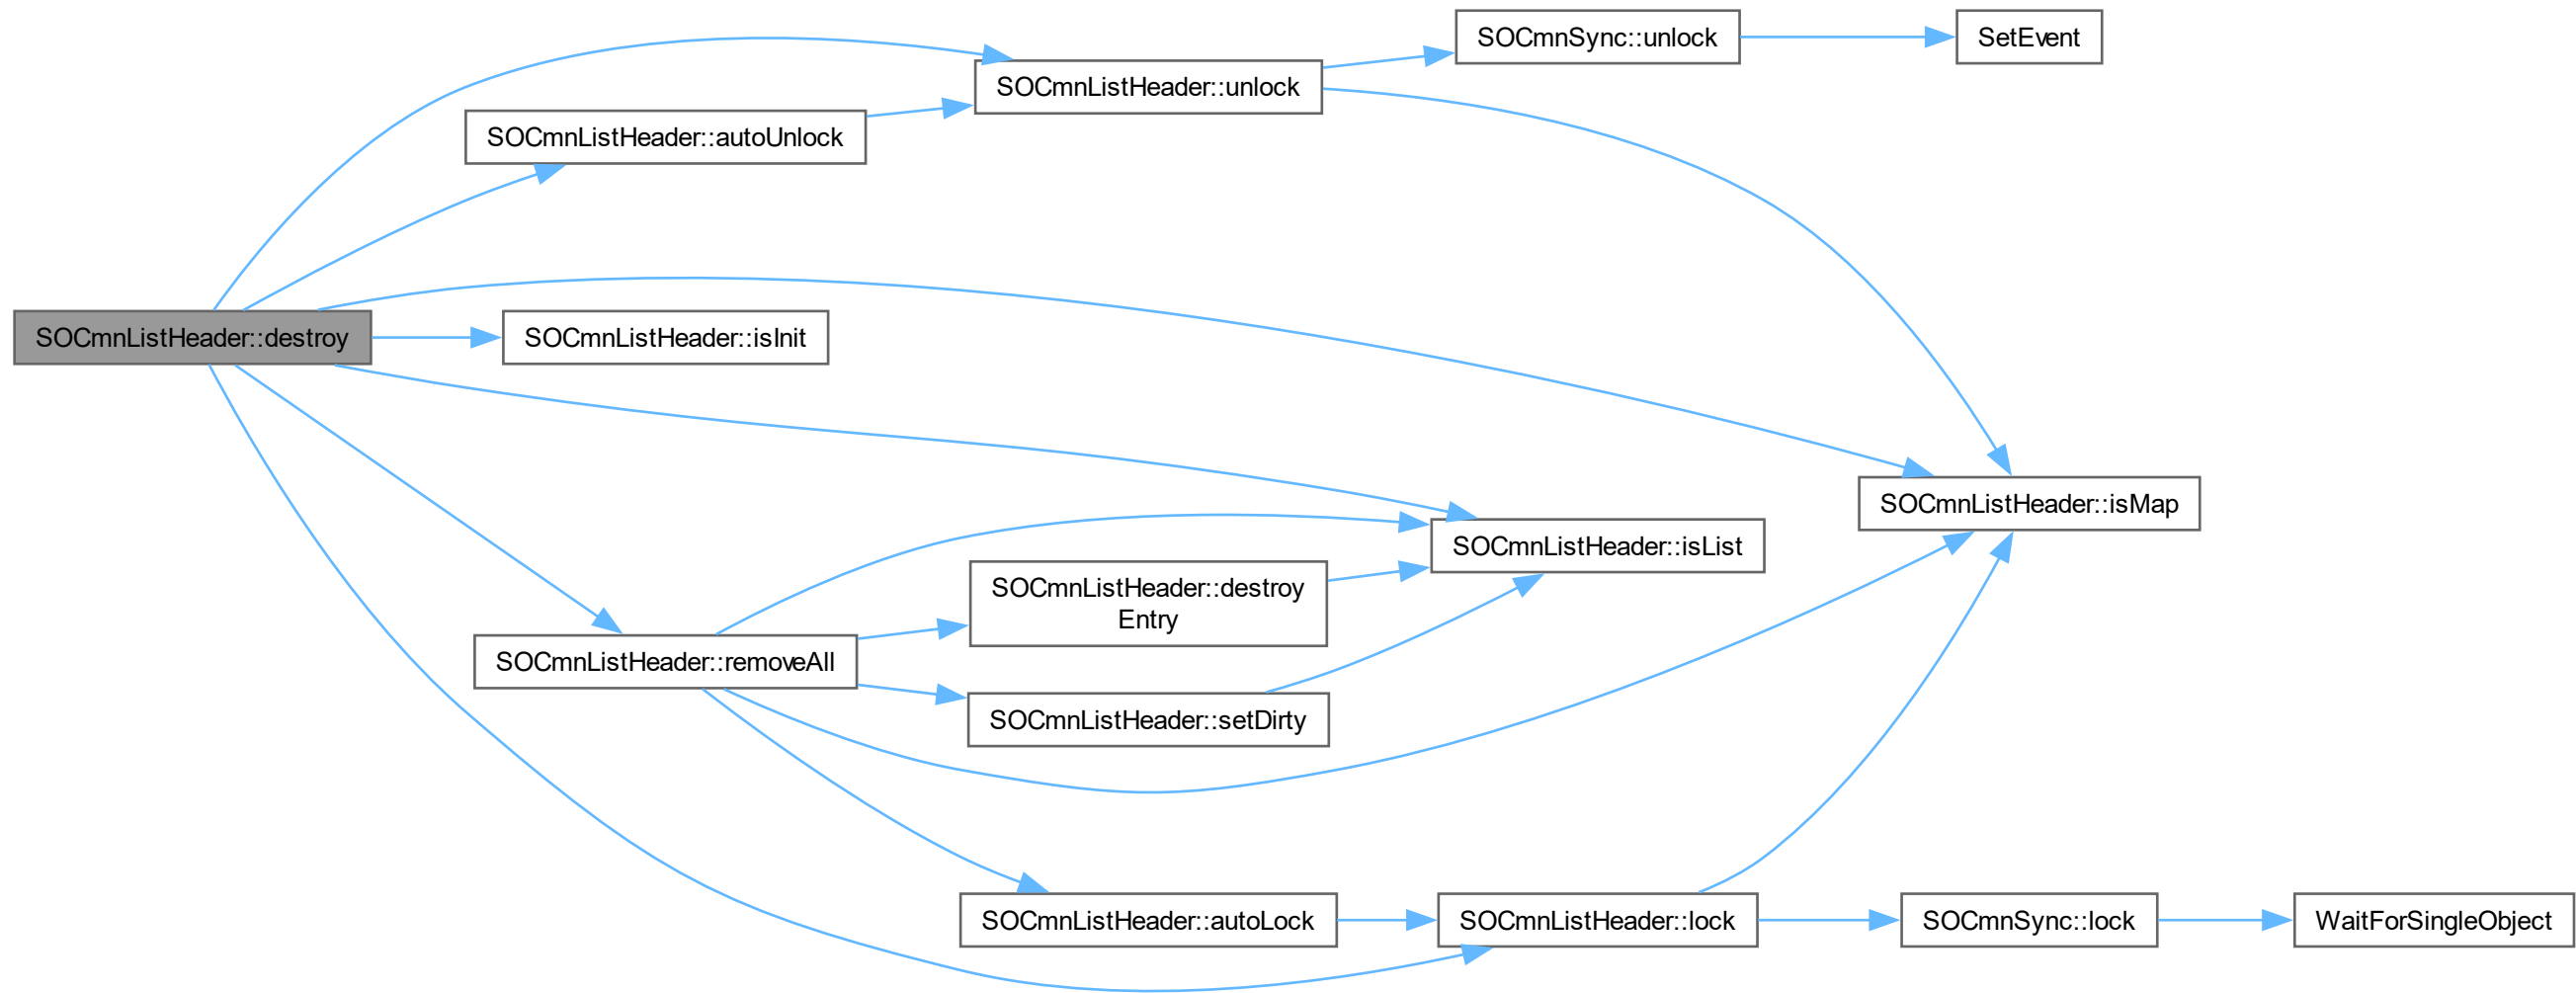 SOCmnSync::unlock
SetEvent
SOCmnListHeader::unlock
SOCmnListHeader::autoUnlock
SOCmnListHeader::destroy
SOCmnListHeader::isInit
SOCmnListHeader::isMap
SOCmnListHeader::isList
SOCmnListHeader::destroy
Entry
SOCmnListHeader::removeAll
SOCmnListHeader::setDirty
SOCmnListHeader::autoLock
SOCmnListHeader::lock
SOCmnSync::lock
WaitForSingleObject